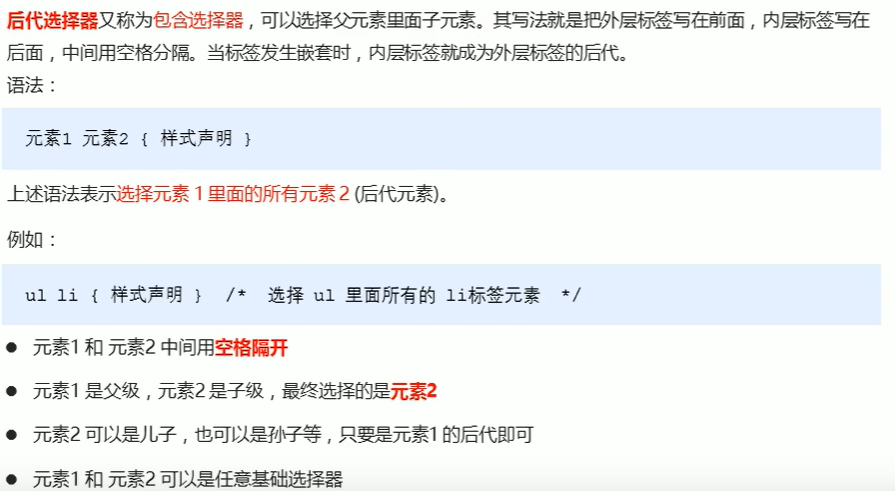 后代选择器又称为包含选择器，可以选择父元素里面子元素。其写法就是把外层标签写在前面，内层标签写在
后面，中间用空格分隔。当标签发生嵌套时，内层标签就成为外层标签的后代。
语法：
元素1 元素2 { 样式声明 }
上述语法表示选择元素 1 里面的所有元素 2 (后代元素)。
例如：
ul li { 样式声明 } /* 选择 ul 里面所有的 li标签元素 */
● 元素1 和 元素2 中间用空格隔开
● 元素1 是父级，元素2 是子级，最终选择的是元素2
● 元素2 可以是儿子，也可以是孙子等，只要是元素1 的后代即可
● 元素1 和 元素2 可以是任意基础选择器